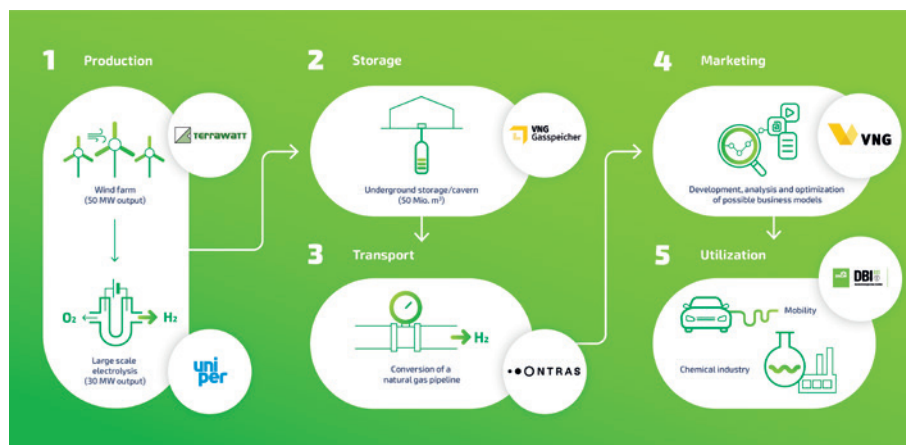 1 Production
TERRAWATT
Wind farm
(50 MW output)
O₂
H₂
Large scale
electrolysis
(30 MW output)
uni
per
2 Storage
VNG
Gasspeicher
Underground storage/cavern
(50 Mio. m³)
3 Transport
H₂
Conversion of a
natural gas pipeline
ONTRAS
4 Marketing
VNG
Development, analysis and optimization
of possible business models
5 Utilization
DBI
Mobility
Chemical industry